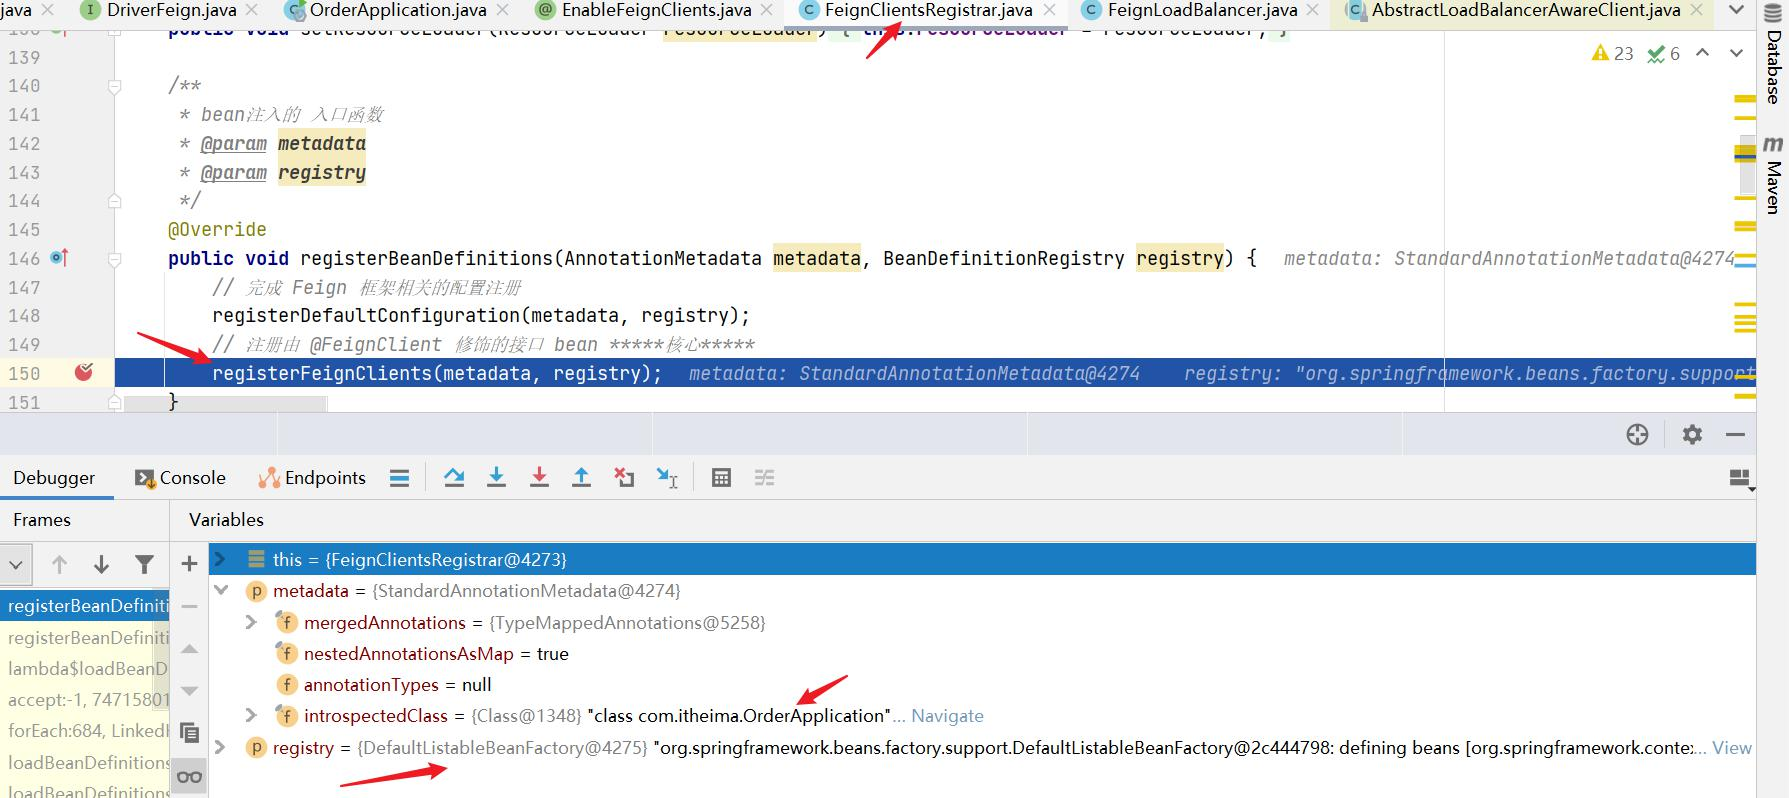 java DriverFeign.java OrderApplication.java EnableFeignClients.java FeignClientsRegistrar.java FeignLoadBalancer.java AbstractLoadBalancerAwareClient.java
139
23 6
140 /**
141 * bean注入的 入口函数
142 * @param metadata
143 * @param registry
144 */
145 @Override
146 public void registerBeanDefinitions(AnnotationMetadata metadata, BeanDefinitionRegistry registry) { metadata: StandardAnnotationMetadata@4274
147 // 完成 Feign 框架相关的配置注册
148 registerDefaultConfiguration(metadata, registry);
149 // 注册由 @FeignClient 修饰的接口 bean *****核心*****
150 registerFeignClients(metadata, registry); metadata: StandardAnnotationMetadata@4274 registry: "org.springframework.beans.factory.support
151 }
Database
Maven
Debugger Console Endpoints
Frames Variables
this = {FeignClientsRegistrar@4273}
metadata = {StandardAnnotationMetadata@4274}
registerBeanDefiniti mergedAnnotations = {TypeMappedAnnotations@5258}
registerBeanDefiniti nestedAnnotationsAsMap = true
lambda$loadBeanD annotationTypes = null
accept:-1, 74715801 introspectedClass = {Class@1348} "class com.itheima.OrderApplication"... Navigate
forEach:684, LinkedH registry = {DefaultListableBeanFactory@4275} "org.springframework.beans.factory.support.DefaultListableBeanFactory@2c444798: defining beans [org.springframework.conte... View
loadBeanDefinitions
loadBeanDefinitions